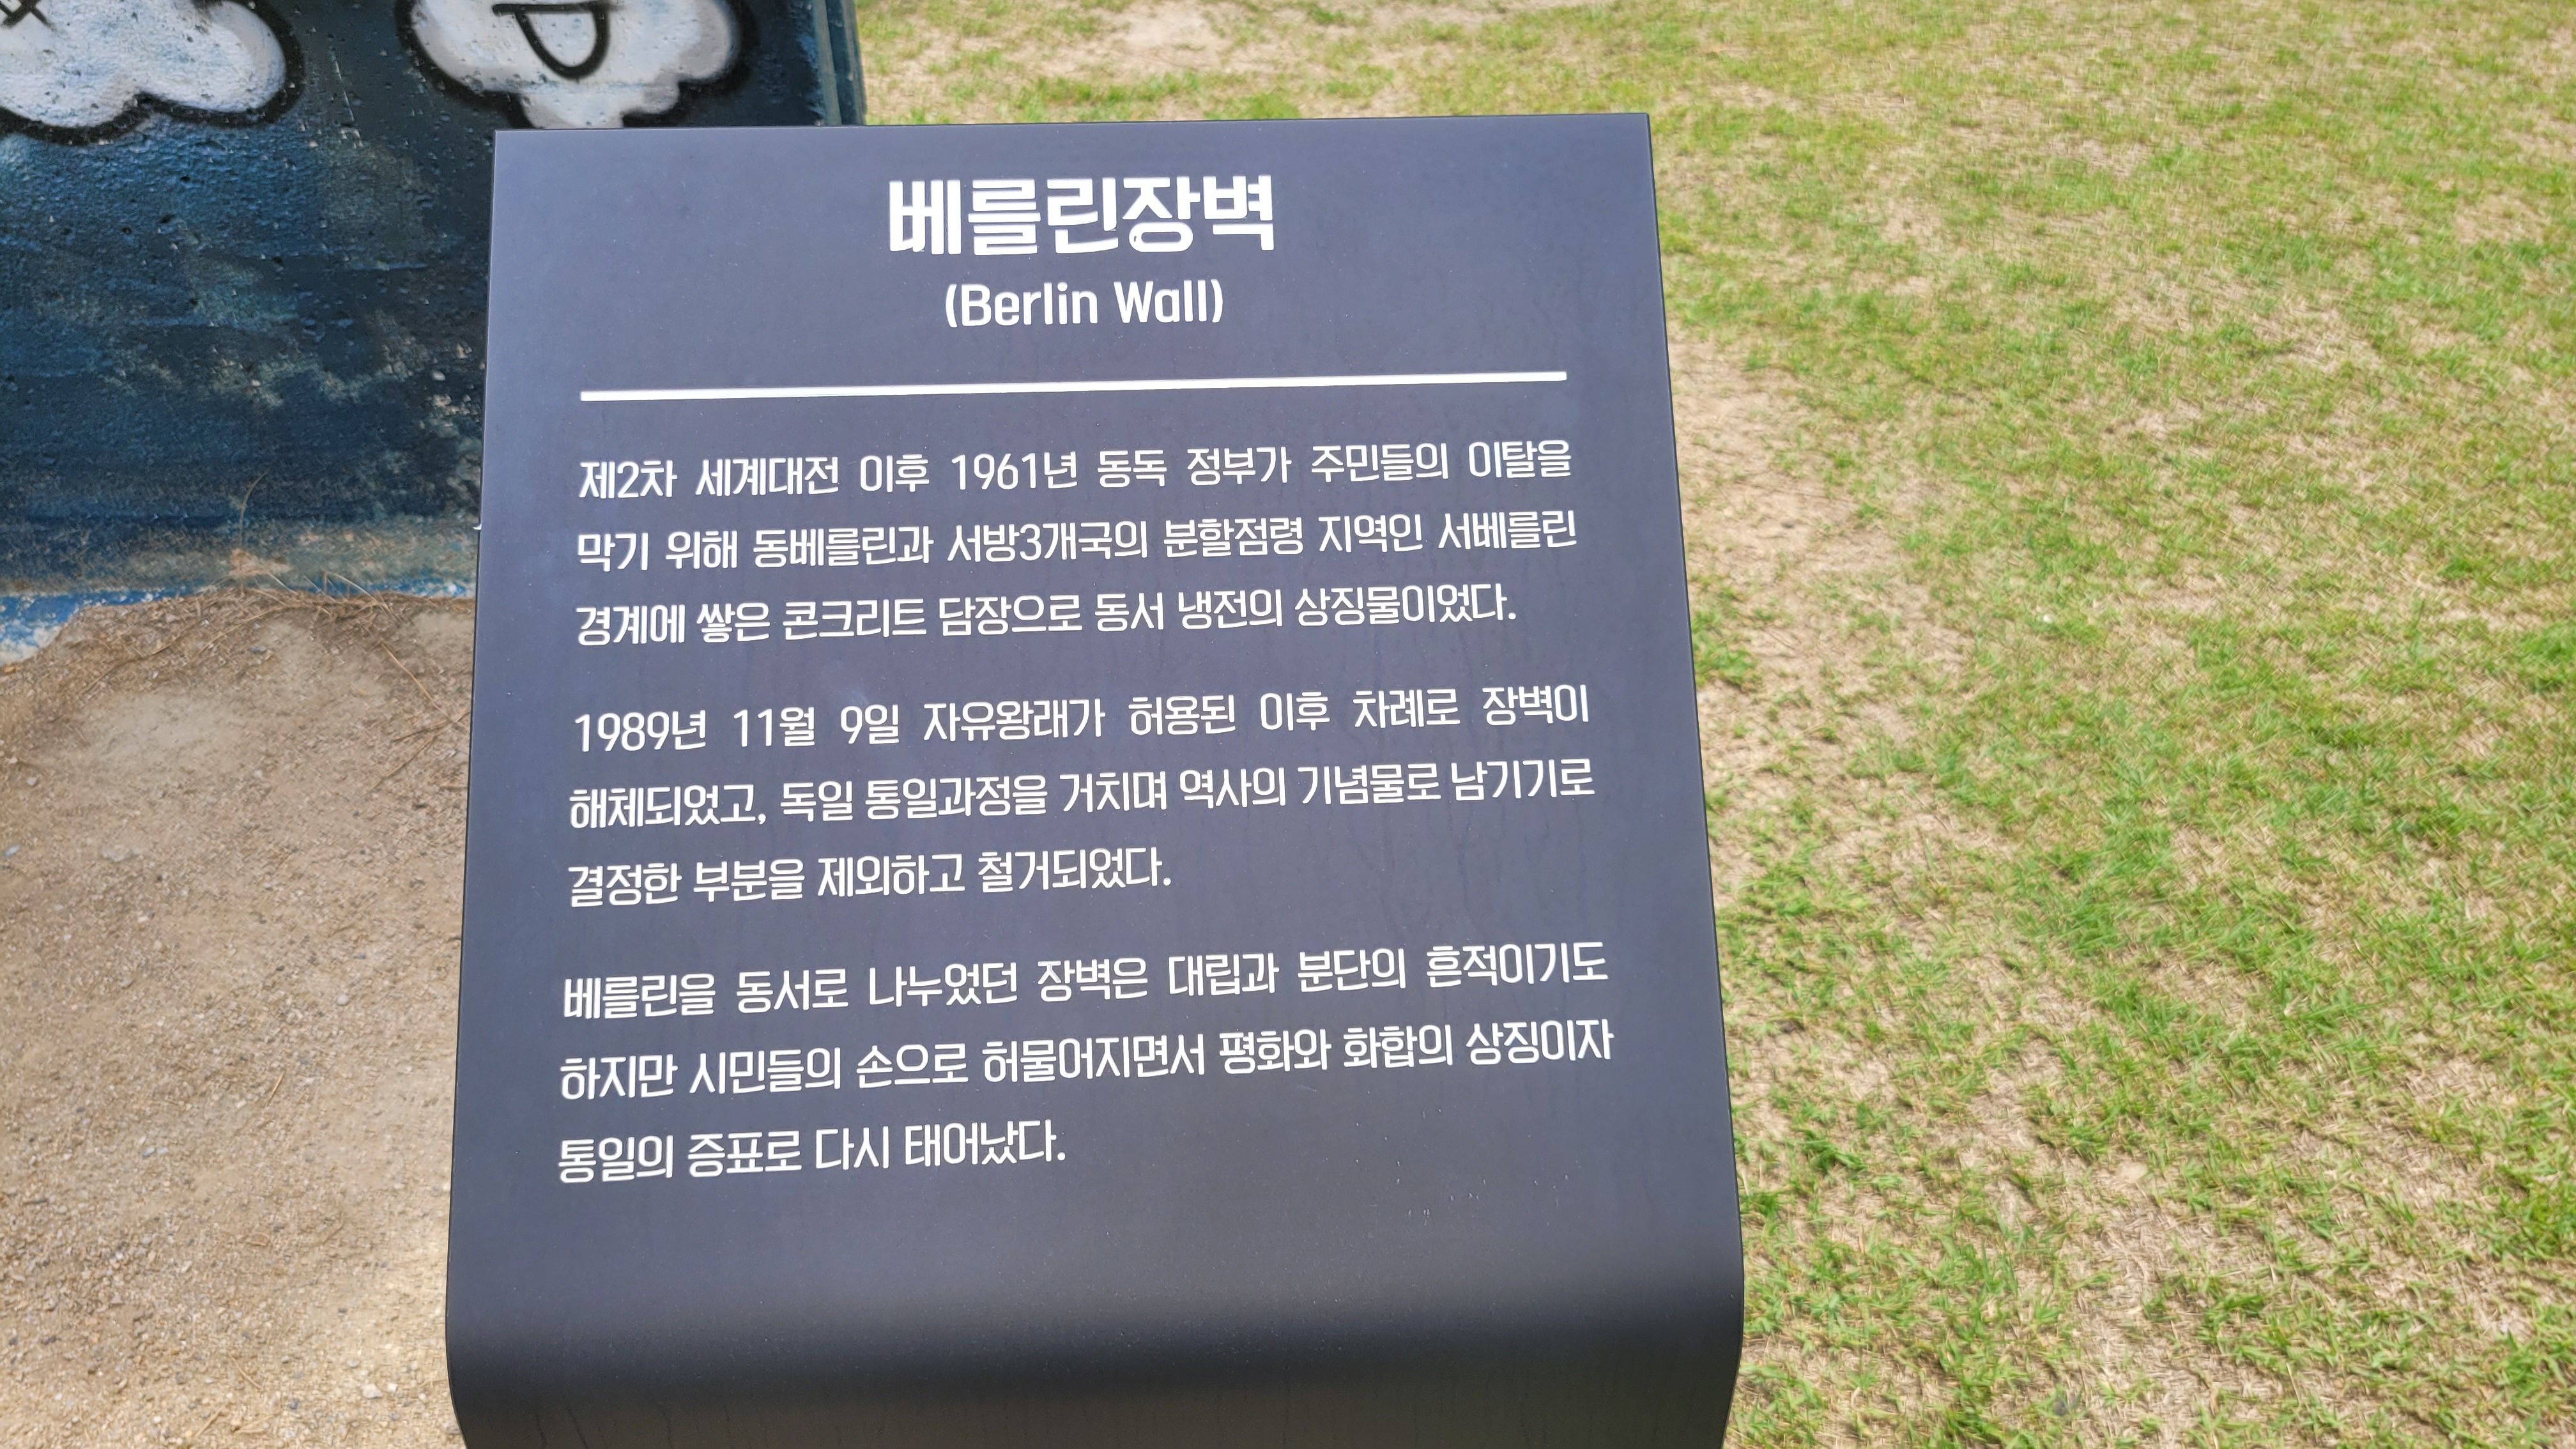 베를린장벽
(Berlin Wall)
제2차 세계대전 이후 1961년 동독 정부가 주민들의 이탈을
막기 위해 동베를린과 서방3개국의 분할점령 지역인 서베를린
경계에 쌓은 콘크리트 담장으로 동서 냉전의 상징물이었다.
1989년 11월 9일 자유왕래가 허용된 이후 차례로 장벽이
해체되었고, 독일 통일과정을 거치며 역사의 기념물로 남기기로
결정한 부분을 제외하고 철거되었다.
베를린을 동서로 나누었던 장벽은 대립과 분단의 흔적이기도
하지만 시민들의 손으로 허물어지면서 평화와 화합의 상징이자
통일의 증표로 다시 태어났다.